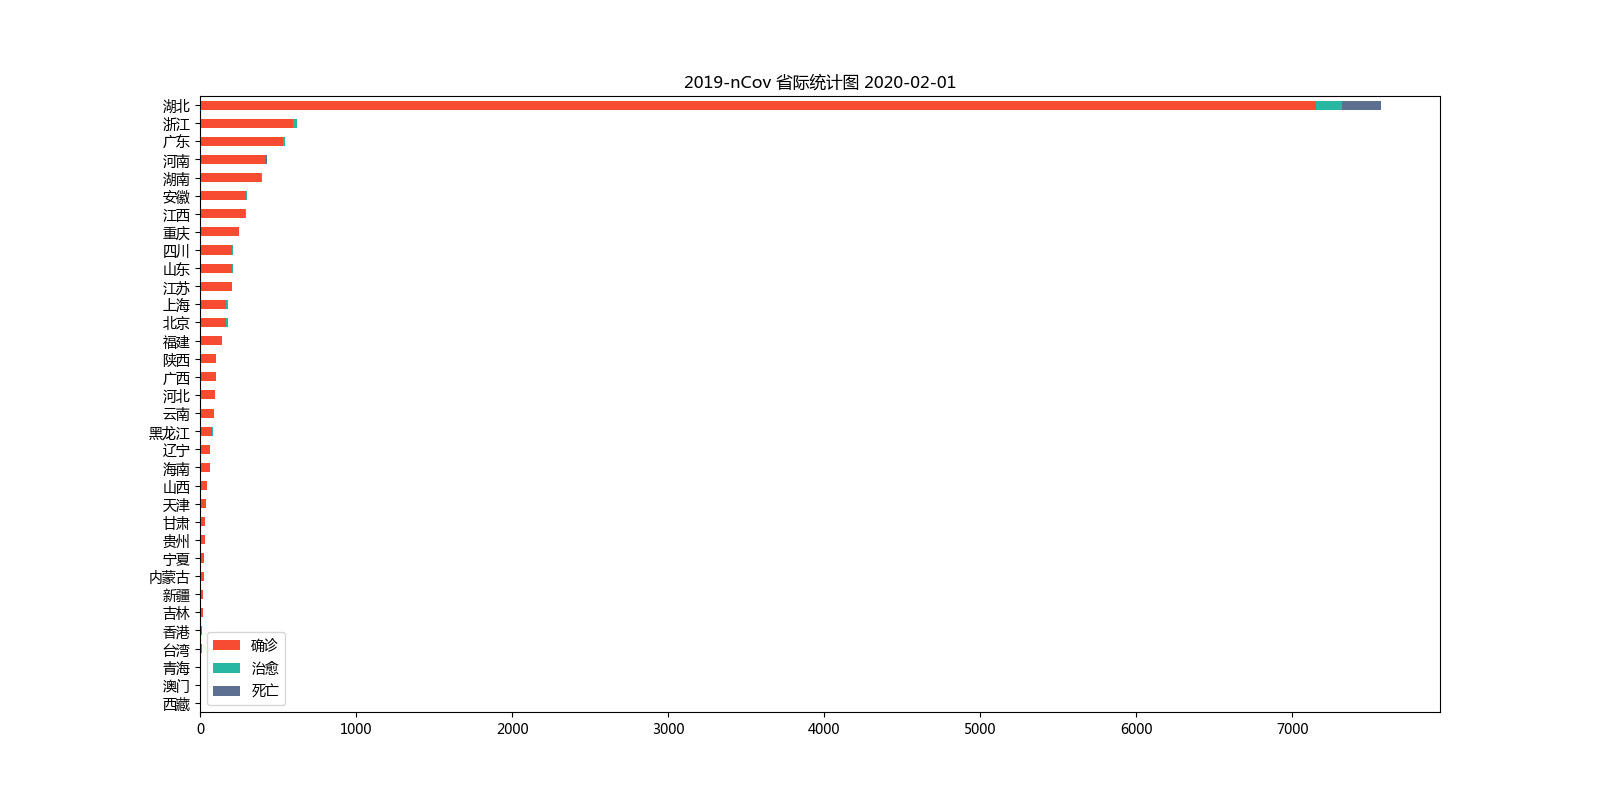 2019-nCov 省际统计图 2020-02-01
湖北
浙江
广东
河南
湖南
安徽
江西
重庆
四川
山东
江苏
上海
北京
福建
陕西
广西
河北
云南
黑龙江
辽宁
海南
山西
天津
甘肃
贵州
宁夏
内蒙古
新疆
吉林
香港
台湾
青海
澳门
西藏
确诊
治愈
死亡
0 1000 2000 3000 4000 5000 6000 7000